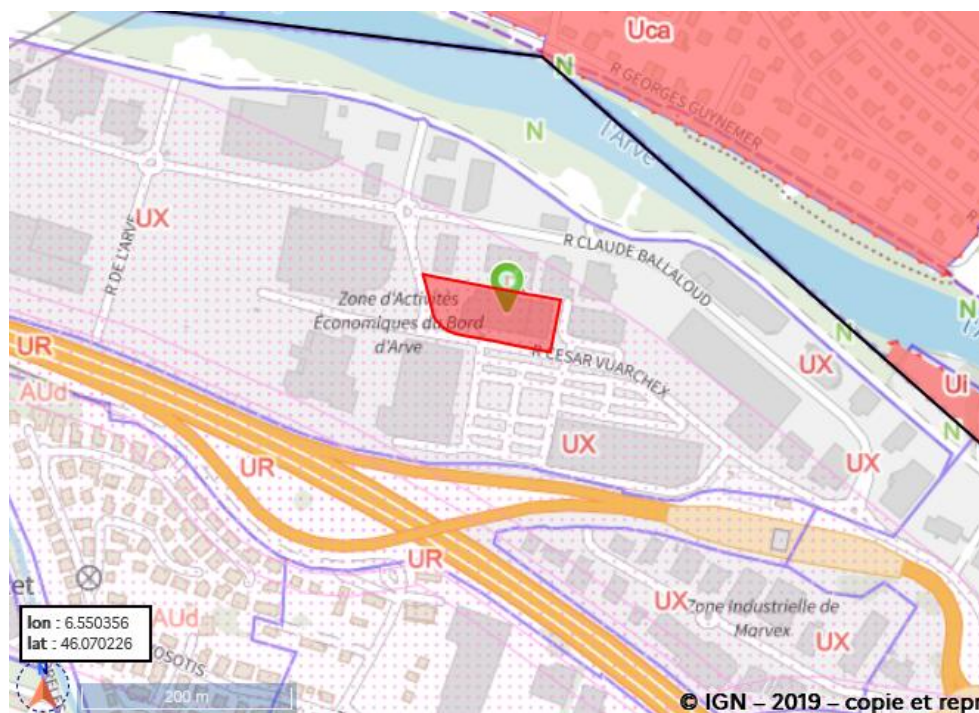 Uca
N
R GEORGES GUYNEMER
N
l'Arve
UX
R DE L'ARVE
R CLAUDE BALLALOUD
Zone d'Activités
Économiques du Bord
d'Arve
R CESAR VUARCHEX
N
N
UX
Ui
N
UR
AUd
UX
UX
UR
UR
et
UX
Zone Industrielle de
Marvex
UX
AUd
lon : 6.550356
lat : 46.070226
OSOTIS
N
200 m
© IGN – 2019 – copie et repr